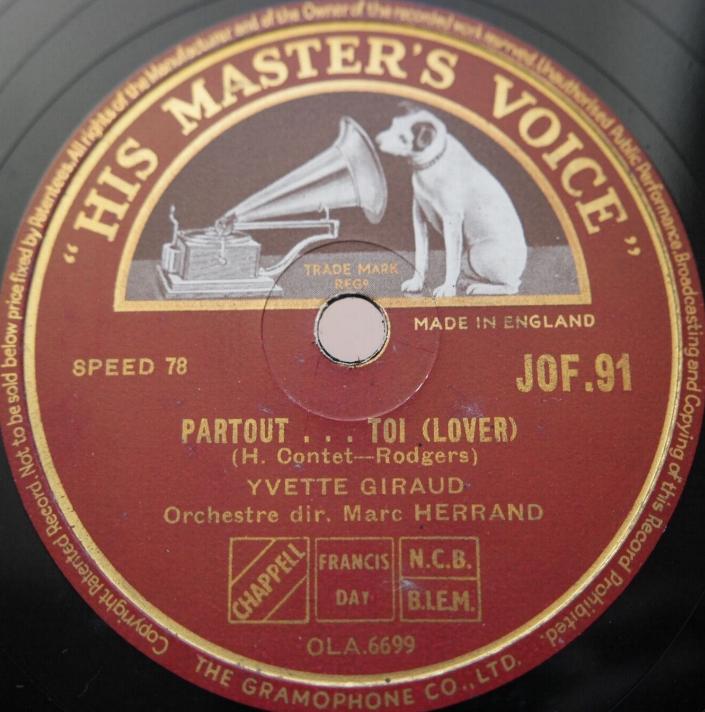 Copyright. Patented Record. Not to be sold below price fixed by Patentees. All rights of the Manufacturer and of the Owner of the recorded work reserved. Unauthorised Public Performance, Broadcasting and Copying of this Record Prohibited.
"HIS MASTER'S VOICE"
TRADE MARK
REGD
MADE IN ENGLAND
SPEED 78
JOF.91
PARTOUT . . . TOI (LOVER)
(H. Contet—Rodgers)
YVETTE GIRAUD
Orchestre dir. Marc HERRAND
CHAPPELL
FRANCIS
DAY
N.C.B.
B.I.E.M.
OLA.6699
THE GRAMOPHONE CO., LTD.